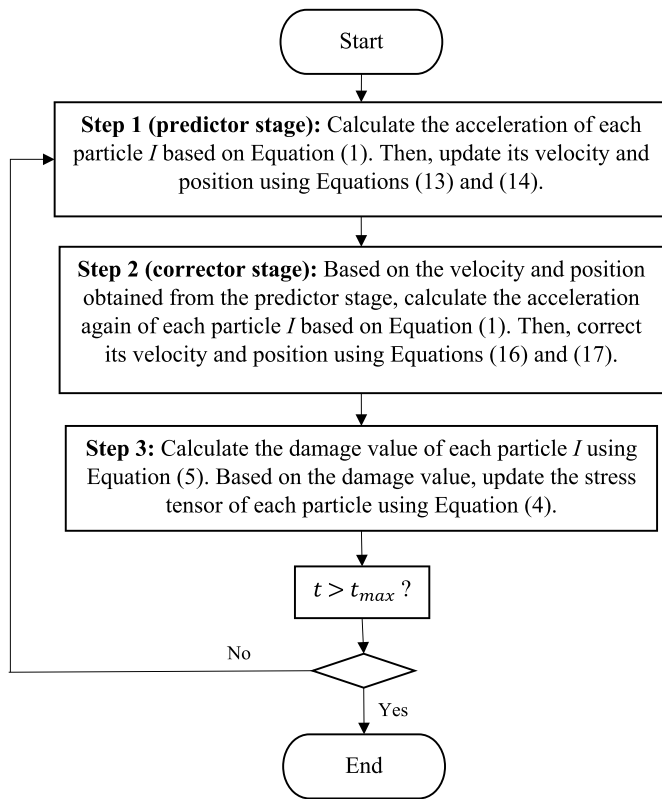 Start
Step 1 (predictor stage): Calculate the acceleration of each
particle I based on Equation (1). Then, update its velocity and
position using Equations (13) and (14).
Step 2 (corrector stage): Based on the velocity and position
obtained from the predictor stage, calculate the acceleration
again of each particle I based on Equation (1). Then, correct
its velocity and position using Equations (16) and (17).
Step 3: Calculate the damage value of each particle I using
Equation (5). Based on the damage value, update the stress
tensor of each particle using Equation (4).
t > tmax ?
No
Yes
End